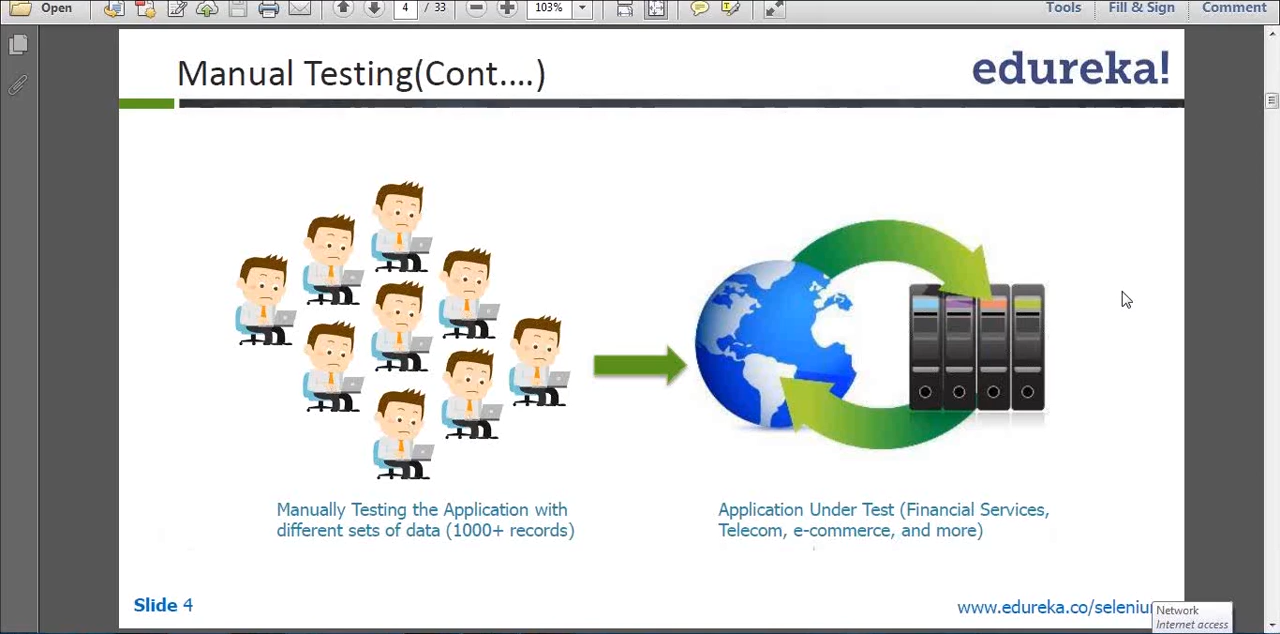 Open
4
/ 33
103%
Tools
Fill & Sign
Comment
Manual Testing(Cont....)
edureka!
Manually Testing the Application with
different sets of data (1000+ records)
Application Under Test (Financial Services,
Telecom, e-commerce, and more)
Slide 4
www.edureka.co/seleniu
Network
Internet access